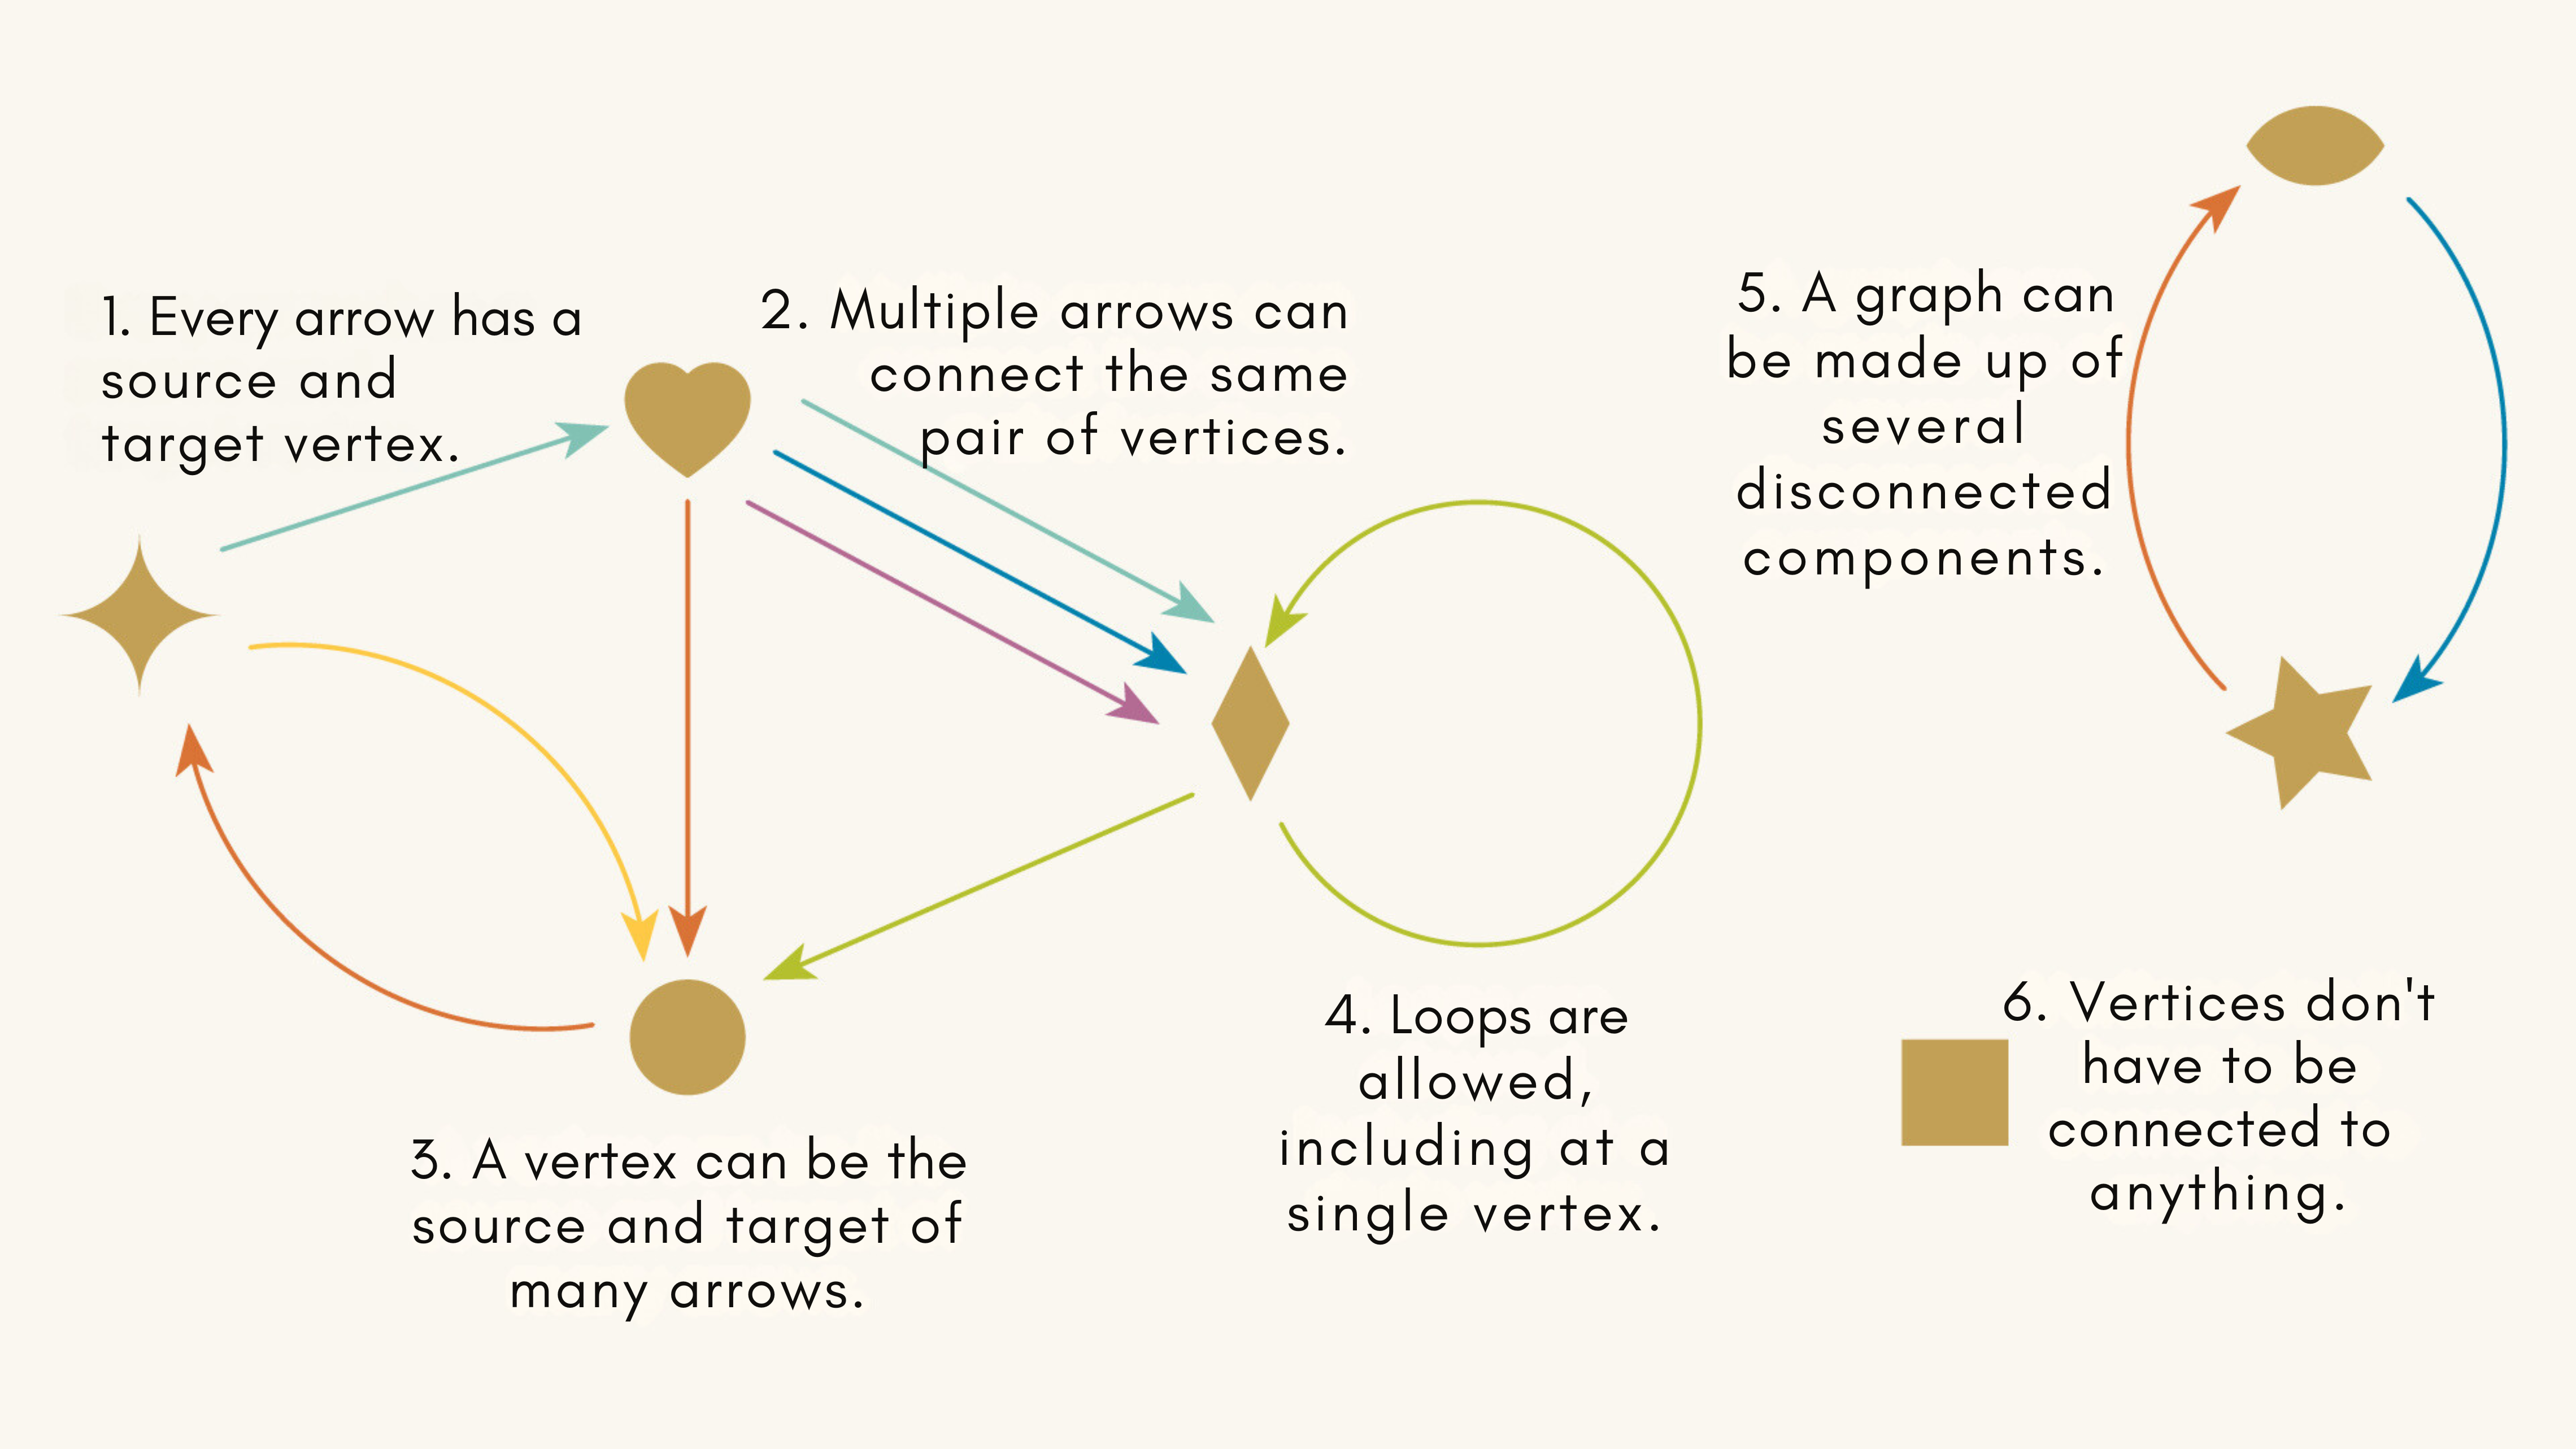 1. Every arrow has a
source and
target vertex.
2. Multiple arrows can
connect the same
pair of vertices.
3. A vertex can be the
source and target of
many arrows.
4. Loops are
allowed,
including at a
single vertex.
5. A graph can
be made up of
several
disconnected
components.
6. Vertices don't
have to be
connected to
anything.